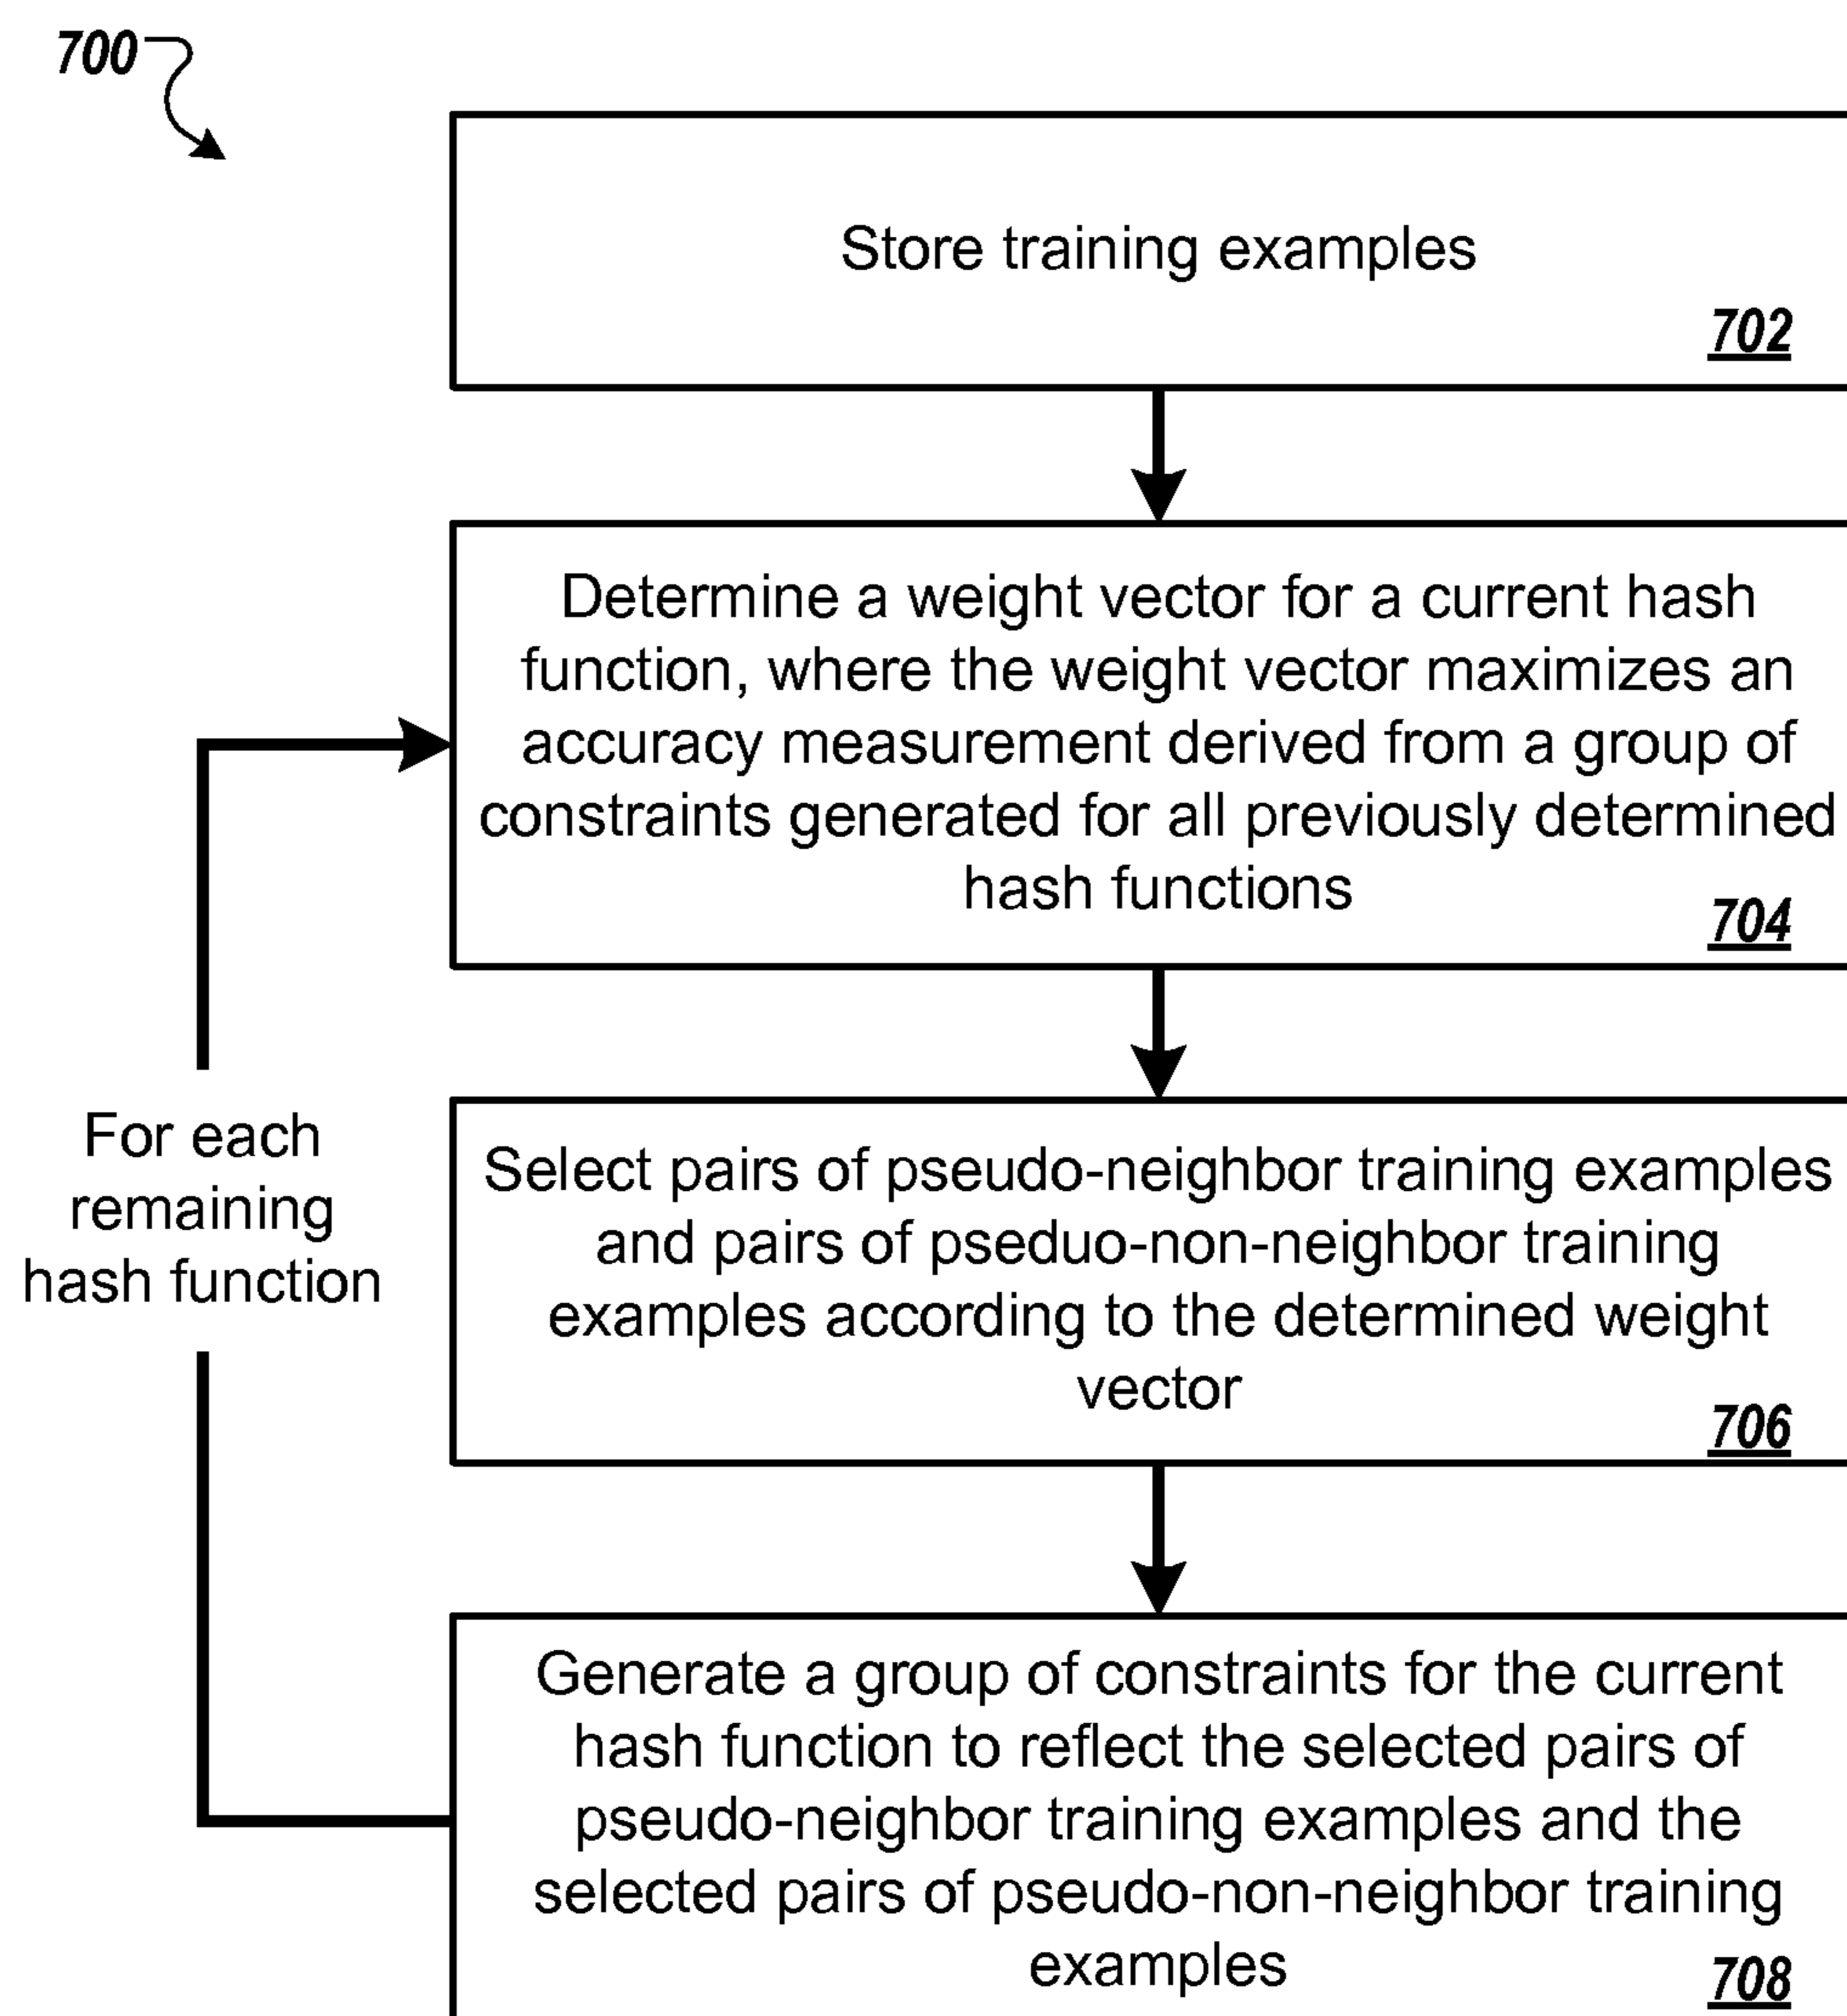 700
Store training examples
702
Determine a weight vector for a current hash
function, where the weight vector maximizes an
accuracy measurement derived from a group of
constraints generated for all previously determined
hash functions
704
For each
remaining
hash function
Select pairs of pseudo-neighbor training examples
and pairs of pseduo-non-neighbor training
examples according to the determined weight
vector
706
Generate a group of constraints for the current
hash function to reflect the selected pairs of
pseudo-neighbor training examples and the
selected pairs of pseudo-non-neighbor training
examples
708